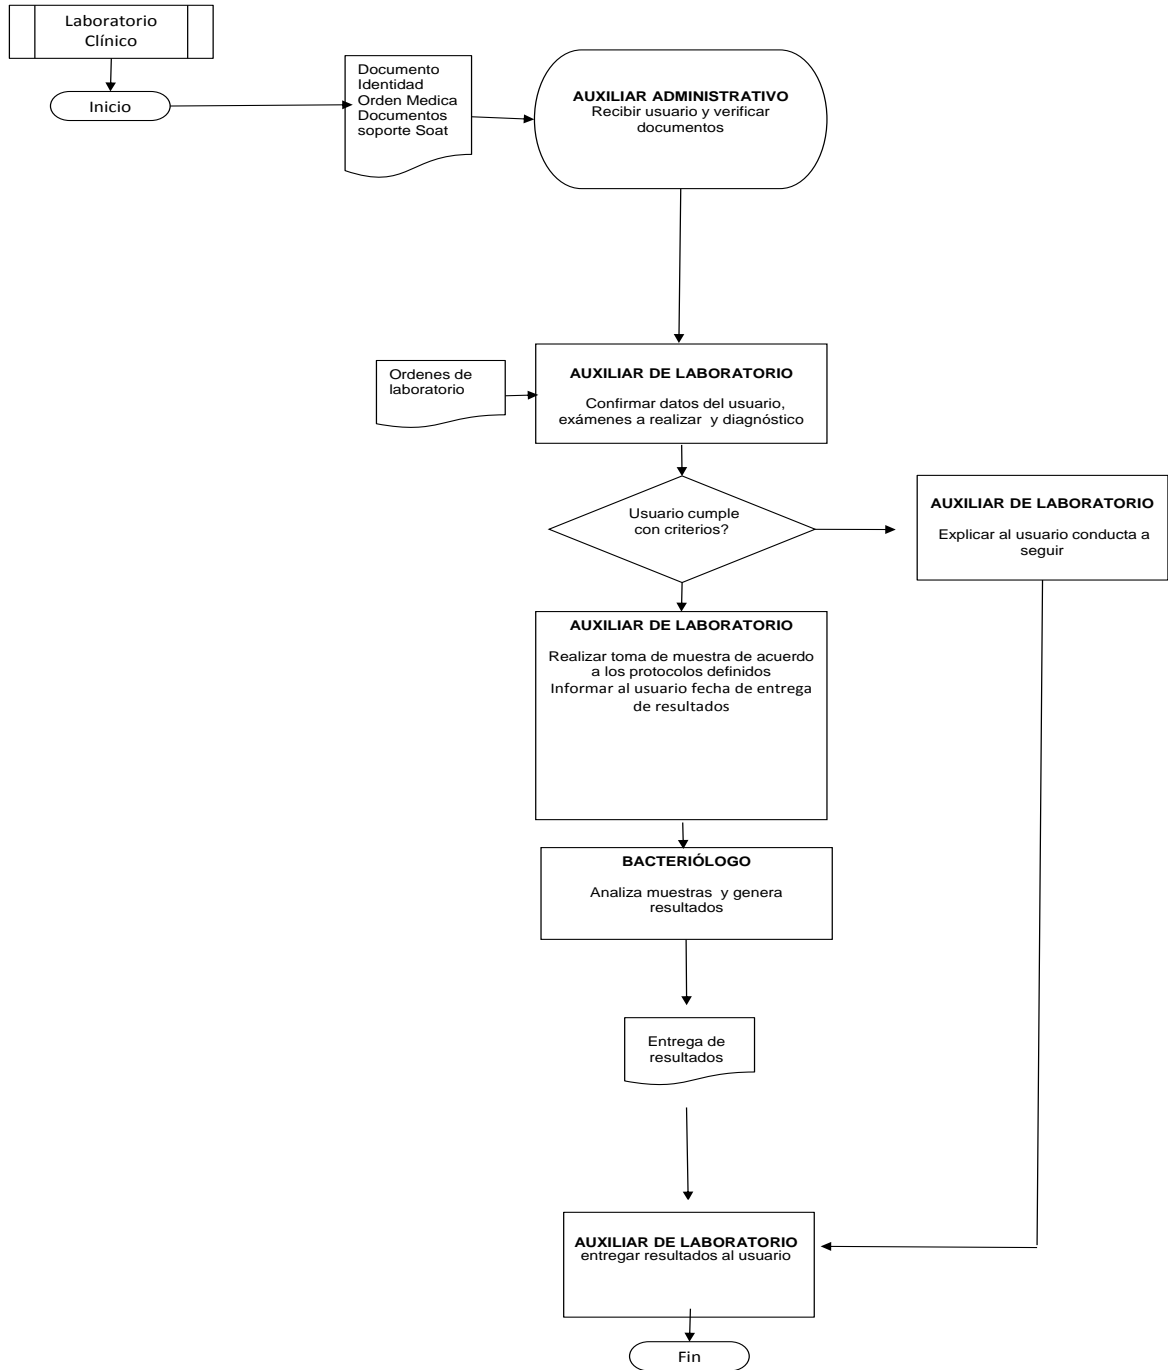 Laboratorio
Clínico
Inicio
Documento
Identidad
Orden Medica
Documentos
soporte Soat
AUXILIAR ADMINISTRATIVO
Recibir usuario y verificar
documentos
Ordenes de
laboratorio
AUXILIAR DE LABORATORIO
Confirmar datos del usuario,
exámenes a realizar y diagnóstico
Usuario cumple
con criterios?
AUXILIAR DE LABORATORIO
Explicar al usuario conducta a
seguir
AUXILIAR DE LABORATORIO
Realizar toma de muestra de acuerdo
a los protocolos definidos
Informar al usuario fecha de entrega
de resultados
BACTERIÓLOGO
Analiza muestras y genera
resultados
Entrega de
resultados
AUXILIAR DE LABORATORIO
entregar resultados al usuario
Fin